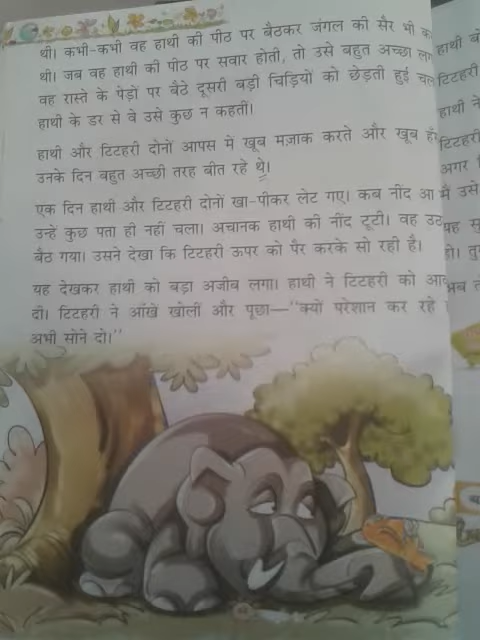 थी। कभी-कभी वह हाथी की पीठ पर बैठकर जंगल की सैर भी
थी। जब वह हाथी की पीठ पर सवार होती, तो उसे बहुत अच्छा
वह रास्ते के पेड़ों पर बैठे दूसरी बड़ी चिड़ियों को छेड़ती हुई
हाथी के डर से वे उसे कुछ न कहतीं।
हाथी और टिटहरी दोनों आपस में खूब मज़ाक करते और खूब
उनके दिन बहुत अच्छी तरह बीत रहे थे।
एक दिन हाथी और टिटहरी दोनों खा-पीकर लेट गए। कब नींद आ
उन्हें कुछ पता ही नहीं चला। अचानक हाथी की नींद टूटी। वह उठ
बैठ गया। उसने देखा कि टिटहरी ऊपर को पैर करके सो रही है।
यह देखकर हाथी को बड़ा अजीब लगा। हाथी ने टिटहरी को
दी। टिटहरी ने आँखें खोलीं और पूछा—"क्यों परेशान कर रहे
अभी सोने दो।"
हाथी
टिटहरी
हाथी ने
टिटहरी
अगर
में उसे
यह
हो।
अब